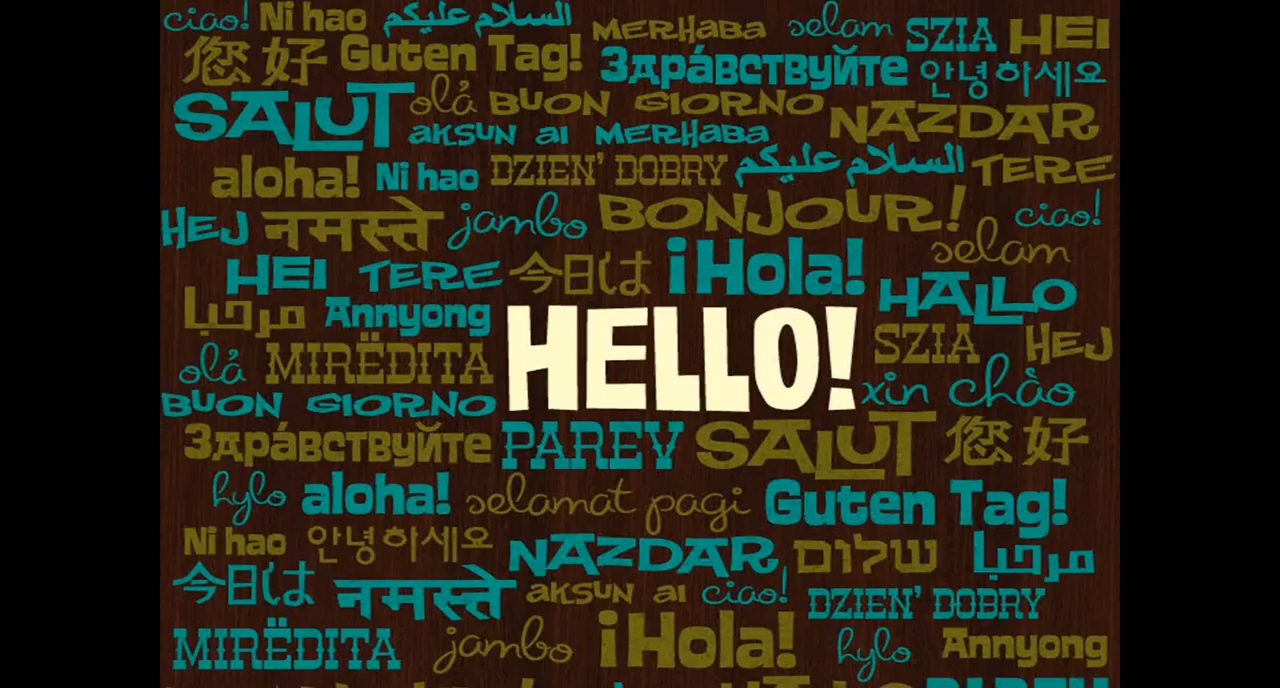 ciao! Ni hao السلام عليكم MERHaba selam SZIA HEI
您好 Guten Tag! Здрáвствуйте 안녕하세요
SALUT olá BUON GIORNO NAZDAR
aKSUN aI MERHaba
aloha! Ni hao DZIEN' DOBRY السلام عليكم TERE
HEJ नमस्ते jambo BONJOUR! ciao!
selam
HEI TERE 今日は ¡Hola! HALLO
مرحبا Annyong HELLO! SZIA HEJ
olá MIRËDITA xin chào
BUON GIORNO
Здрáвствуйте PAREV SALUT 您好
hylo aloha! selamat pagi Guten Tag!
Ni hao 안녕하세요 NAZDAR שלום مرحبا
今日は नमस्ते aKSUN aI ciao! DZIEN' DOBRY
MIRËDITA jambo ¡Hola! hylo Annyong